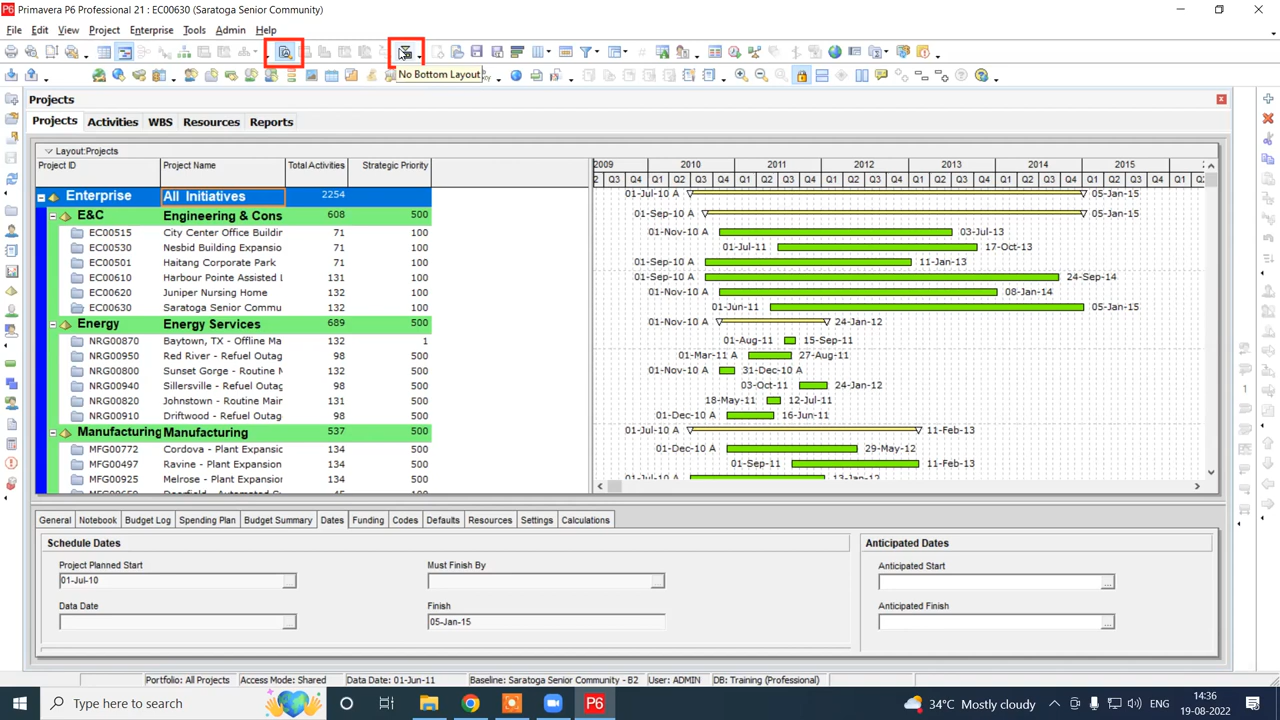 P6 Primavera P6 Professional 21 : EC00630 (Saratoga Senior Community)
File Edit View Project Enterprise Tools Admin Help
No Bottom Layout
Projects
Projects Activities WBS Resources Reports
Layout:Projects
Project ID Project Name Total Activities Strategic Priority
2009 2010 2011 2012 2013 2014 2015
2 Q3 Q4 Q1 Q2 Q3 Q4 Q1 Q2 Q3 Q4 Q1 Q2 Q3 Q4 Q1 Q2 Q3 Q4 Q1 Q2 Q3 Q4 Q1 Q2 Q3 Q4 Q1 Q2
Enterprise All Initiatives 2254 01-Jul-10 A 05-Jan-15
E&C Engineering & Cons 608 500 01-Sep-10 A 05-Jan-15
EC00515 City Center Office Buildin 71 100 01-Nov-10 A 03-Jul-13
EC00530 Nesbid Building Expansio 71 100 01-Jul-11 17-Oct-13
EC00501 Haitang Corporate Park 71 100 01-Sep-10 A 11-Jan-13
EC00610 Harbour Pointe Assisted L 131 100 01-Sep-10 A 24-Sep-14
EC00620 Juniper Nursing Home 132 100 01-Nov-10 A 08-Jan-14
EC00630 Saratoga Senior Commu 132 100 01-Jun-11 05-Jan-15
Energy Energy Services 689 500 01-Nov-10 A 24-Jan-12
NRG00870 Baytown, TX - Offline Ma 132 1 01-Aug-11 15-Sep-11
NRG00950 Red River - Refuel Outag 98 500 01-Mar-11 A 27-Aug-11
NRG00800 Sunset Gorge - Routine M 132 500 01-Nov-10 A 31-Dec-10 A
NRG00940 Sillersville - Refuel Outag 98 500 03-Oct-11 24-Jan-12
NRG00820 Johnstown - Routine Mair 131 500 18-May-11 12-Jul-11
NRG00910 Driftwood - Refuel Outag 98 500 01-Dec-10 A 16-Jun-11
Manufacturing Manufacturing 537 500 01-Jul-10 A 11-Feb-13
MFG00772 Cordova - Plant Expansion 134 500 01-Dec-10 A 29-May-12
MFG00497 Ravine - Plant Expansion 134 500 01-Sep-11 11-Feb-13
MFG00925 Melrose - Plant Expansion 134 500 01-Jul-10 A 13-Jan-12
General Notebook Budget Log Spending Plan Budget Summary Dates Funding Codes Defaults Resources Settings Calculations
Schedule Dates Anticipated Dates
Project Planned Start Must Finish By Anticipated Start
01-Jul-10 ... ... ...
Data Date Finish Anticipated Finish
... 05-Jan-15 ...
Portfolio: All Projects Access Mode: Shared Data Date: 01-Jun-11 Baseline: Saratoga Senior Community - B2 User: ADMIN DB: Training (Professional)
Type here to search P6 34°C Mostly cloudy 14:36
19-08-2022